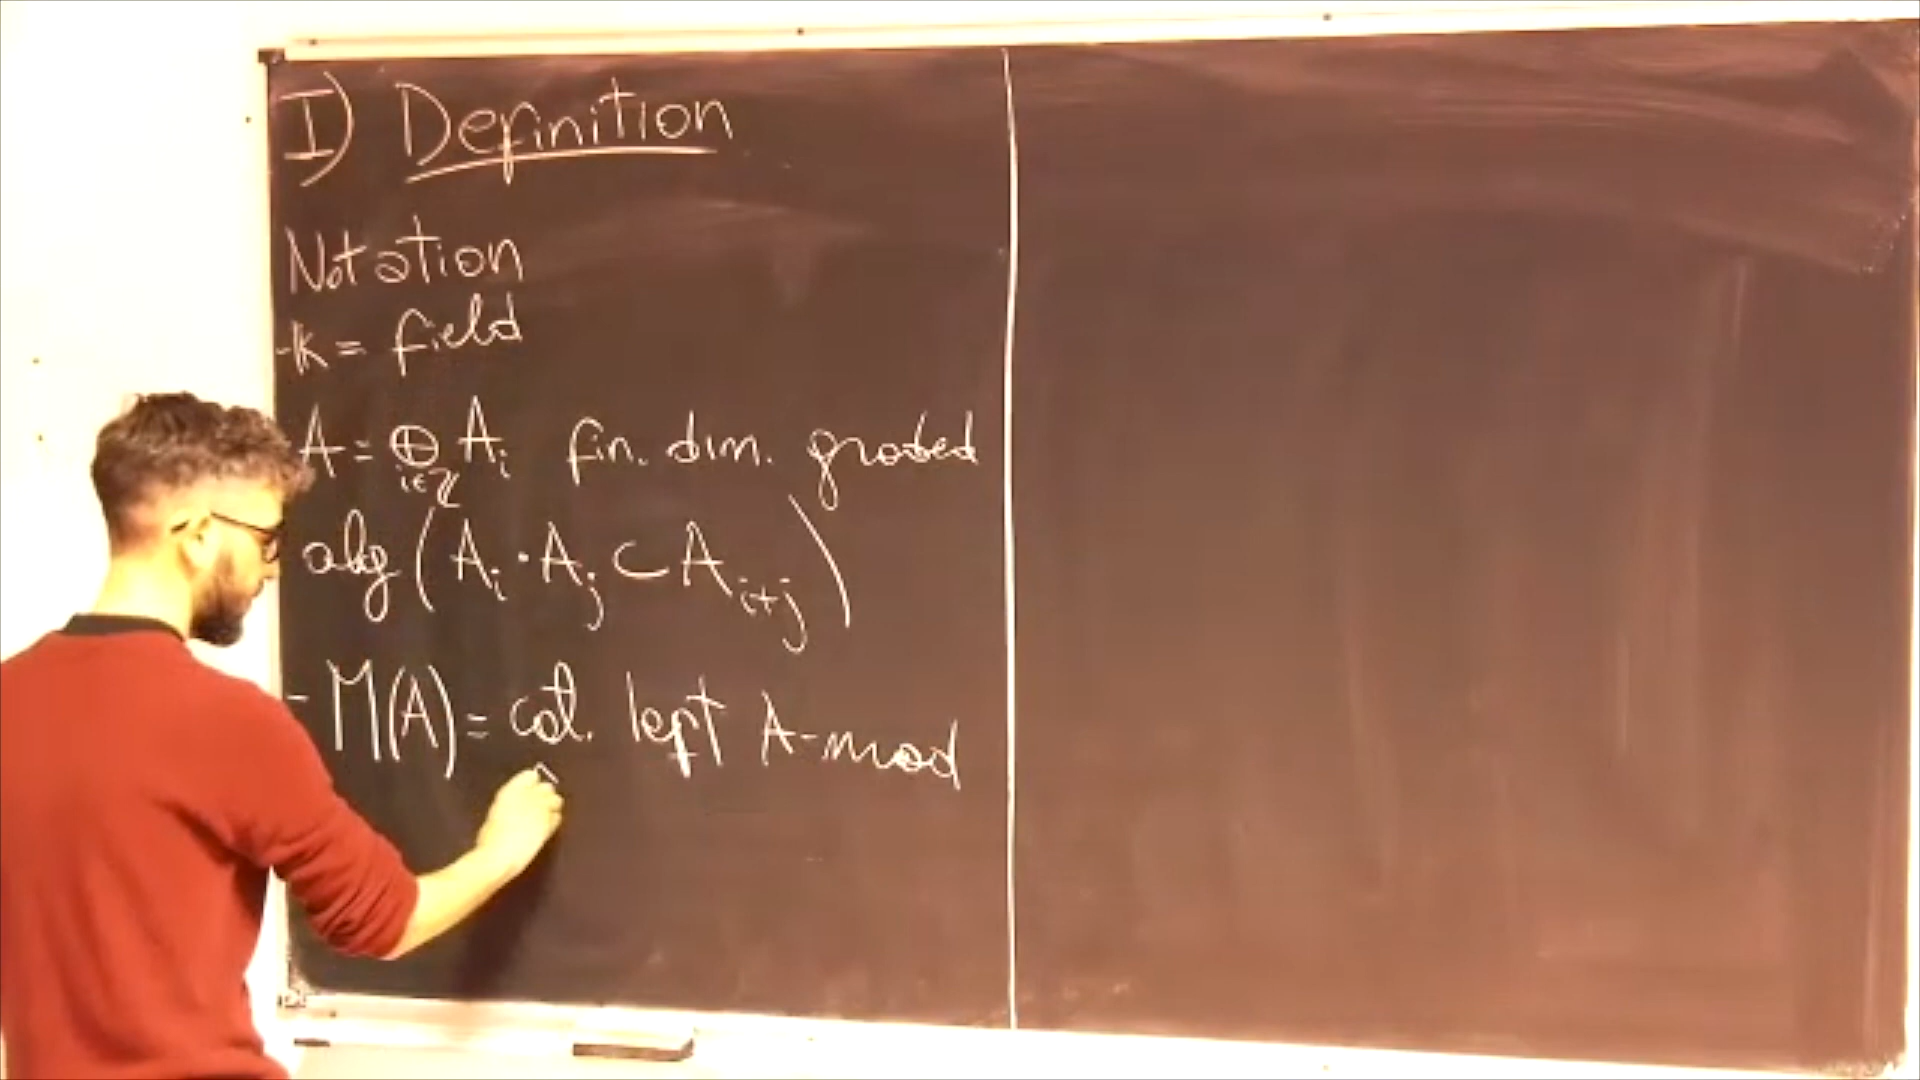 I) Definition
Notation
-𝕜 = field
A = ⊕ A_i fin. dim. graded
i∈ℤ
alg (A_i · A_j ⊂ A_{i+j})
- M(A) = cat. left A-mod